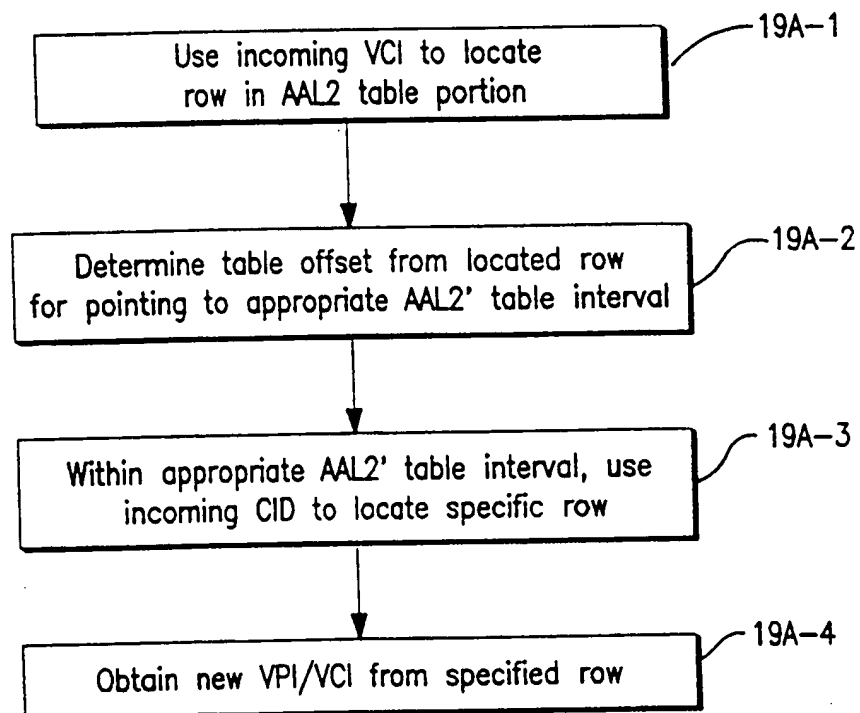 Use incoming VCI to locate
row in AAL2 table portion
19A-1
Determine table offset from located row
for pointing to appropriate AAL2' table interval
19A-2
Within appropriate AAL2' table interval, use
incoming CID to locate specific row
19A-3
Obtain new VPI/VCI from specified row
19A-4